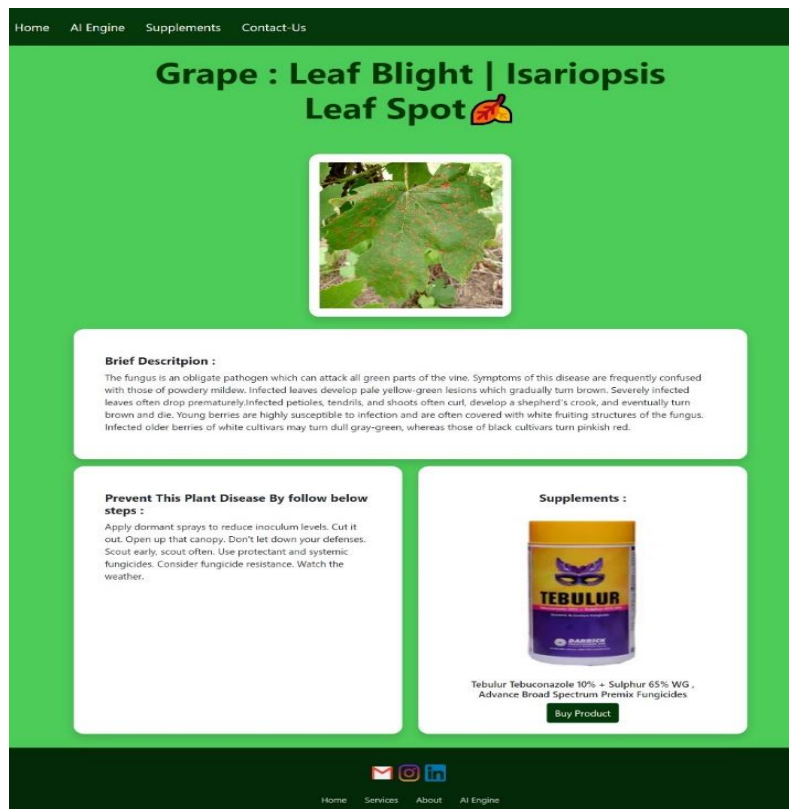 Home AI Engine Supplements Contact-Us
Grape : Leaf Blight | Isariopsis
Leaf Spot
Brief Descritpion :
The fungus is an obligate pathogen which can attack all green parts of the vine. Symptoms of this disease are frequently confused
with those of powdery mildew. Infected leaves develop pale yellow-green lesions which gradually turn brown. Severely infected
leaves often drop prematurely.Infected petioles, tendrils, and shoots often curl, develop a shepherd's crook, and eventually turn
brown and die. Young berries are highly susceptible to infection and are often covered with white fruiting structures of the fungus.
Infected older berries of white cultivars may turn dull gray-green, whereas those of black cultivars turn pinkish red.
Prevent This Plant Disease By follow below
steps :
Apply dormant sprays to reduce inoculum levels. Cut it
out. Open up that canopy. Don't let down your defenses.
Scout early, scout often. Use protectant and systemic
fungicides. Consider fungicide resistance. Watch the
weather.
Supplements :
TEBULUR
Tebulur Tebuconazole 10% + Sulphur 65% WG ,
Advance Broad Spectrum Premix Fungicides
Buy Product
Home Services About AI Engine